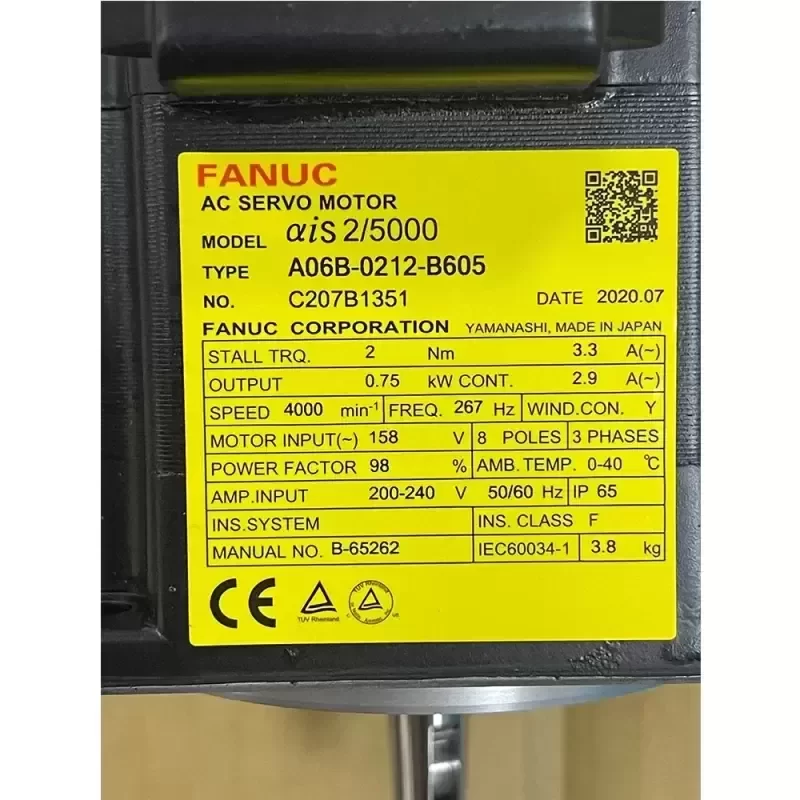 FANUC
AC SERVO MOTOR
MODEL αiS 2/5000
TYPE A06B-0212-B605
NO. C207B1351 DATE 2020.07
FANUC CORPORATION YAMANASHI, MADE IN JAPAN
STALL TRQ. 2 Nm 3.3 A(~)
OUTPUT 0.75 kW CONT. 2.9 A(~)
SPEED 4000 min-1 FREQ. 267 Hz WIND.CON. Y
MOTOR INPUT(~) 158 V 8 POLES 3 PHASES
POWER FACTOR 98 % AMB.TEMP. 0-40 ℃
AMP.INPUT 200-240 V 50/60 Hz IP 65
INS.SYSTEM INS. CLASS F
MANUAL NO. B-65262 IEC60034-1 3.8 kg
CE TUV Rheinland C US